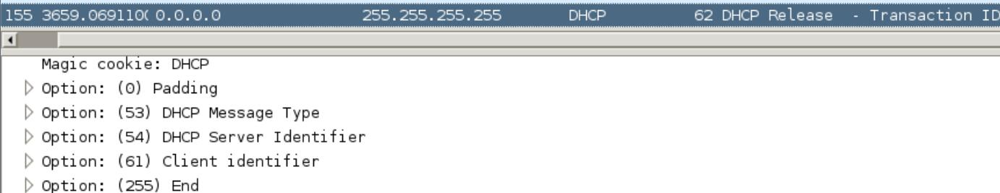 155 3659.069110( 0.0.0.0 255.255.255.255 DHCP 62 DHCP Release - Transaction ID
Magic cookie: DHCP
Option: (0) Padding
Option: (53) DHCP Message Type
Option: (54) DHCP Server Identifier
Option: (61) Client identifier
Option: (255) End